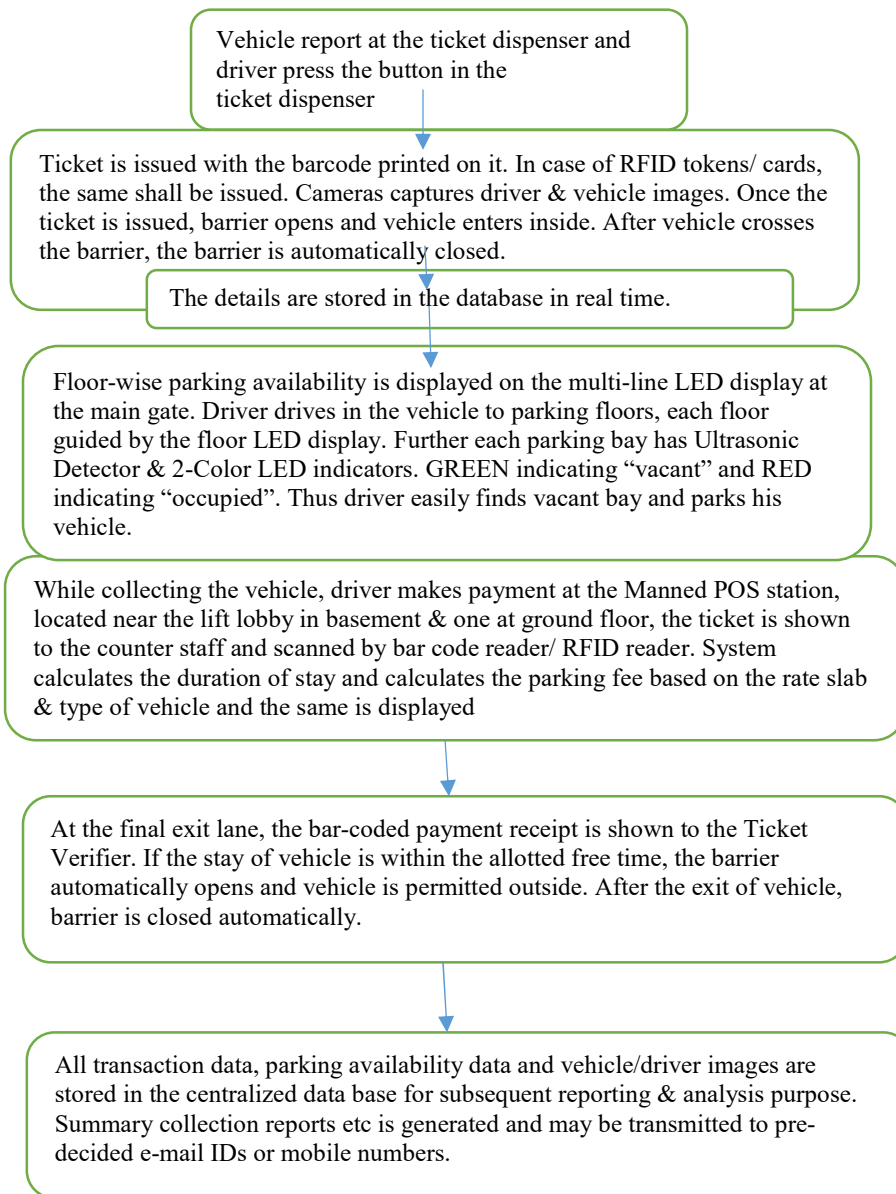 Vehicle report at the ticket dispenser and
driver press the button in the
ticket dispenser
Ticket is issued with the barcode printed on it. In case of RFID tokens/ cards,
the same shall be issued. Cameras captures driver & vehicle images. Once the
ticket is issued, barrier opens and vehicle enters inside. After vehicle crosses
the barrier, the barrier is automatically closed.
The details are stored in the database in real time.
Floor-wise parking availability is displayed on the multi-line LED display at
the main gate. Driver drives in the vehicle to parking floors, each floor
guided by the floor LED display. Further each parking bay has Ultrasonic
Detector & 2-Color LED indicators. GREEN indicating “vacant” and RED
indicating “occupied”. Thus driver easily finds vacant bay and parks his
vehicle.
While collecting the vehicle, driver makes payment at the Manned POS station,
located near the lift lobby in basement & one at ground floor, the ticket is shown
to the counter staff and scanned by bar code reader/ RFID reader. System
calculates the duration of stay and calculates the parking fee based on the rate slab
& type of vehicle and the same is displayed
At the final exit lane, the bar-coded payment receipt is shown to the Ticket
Verifier. If the stay of vehicle is within the allotted free time, the barrier
automatically opens and vehicle is permitted outside. After the exit of vehicle,
barrier is closed automatically.
All transaction data, parking availability data and vehicle/driver images are
stored in the centralized data base for subsequent reporting & analysis purpose.
Summary collection reports etc is generated and may be transmitted to pre-
decided e-mail IDs or mobile numbers.